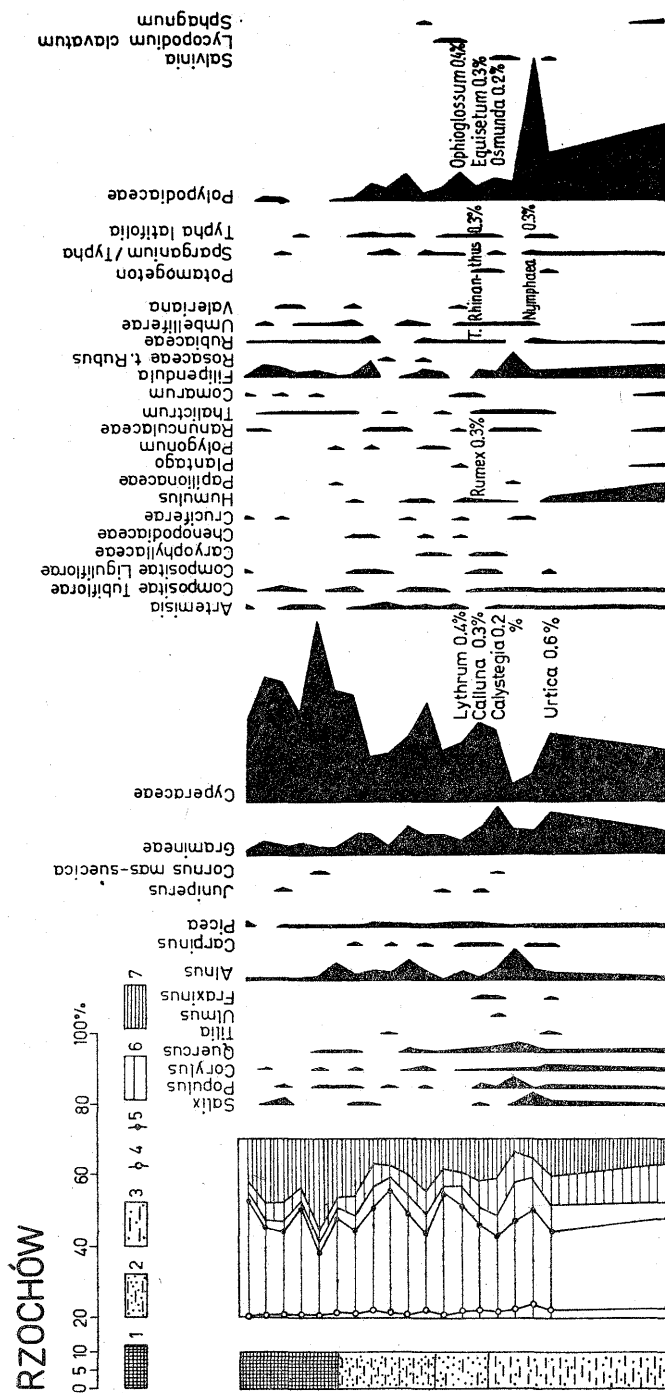 RZOCHÓW
0 5 10 20 40 60 80 100%
1 2 3 4 5 6 7
Salix
Populus
Corylus
Quercus
Tilia
Ulmus
Fraxinus
Alnus
Carpinus
Picea
Juniperus
Cornus mas-suecica
Gramineae
Cyperaceae
Lythrum 0.4%
Calluna 0.3%
Calystegia 0.2
%
Urtica 0.6%
Artemisia
Compositae Tubiflorae
Compositae Liguliflorae
Caryophyllaceae
Chenopodiaceae
Cruciferae
Humulus
Papilionaceae
Plantago
Rumex 0.3%
Polygonum
Ranunculaceae
Thalictrum
Comarum
Filipendula
Rosaceae t. Rubus
Rubiaceae
Umbelliferae
Valeriana
T. Rhinan-thus 0.3%
Nymphaea 0.3%
Potamogeton
Sparganium/Typha
Typha latifolia
Polypodiaceae
Ophioglossum 0.4%
Equisetum 0.3%
Osmunda 0.2%
Salvinia
Lycopodium clavatum
Sphagnum